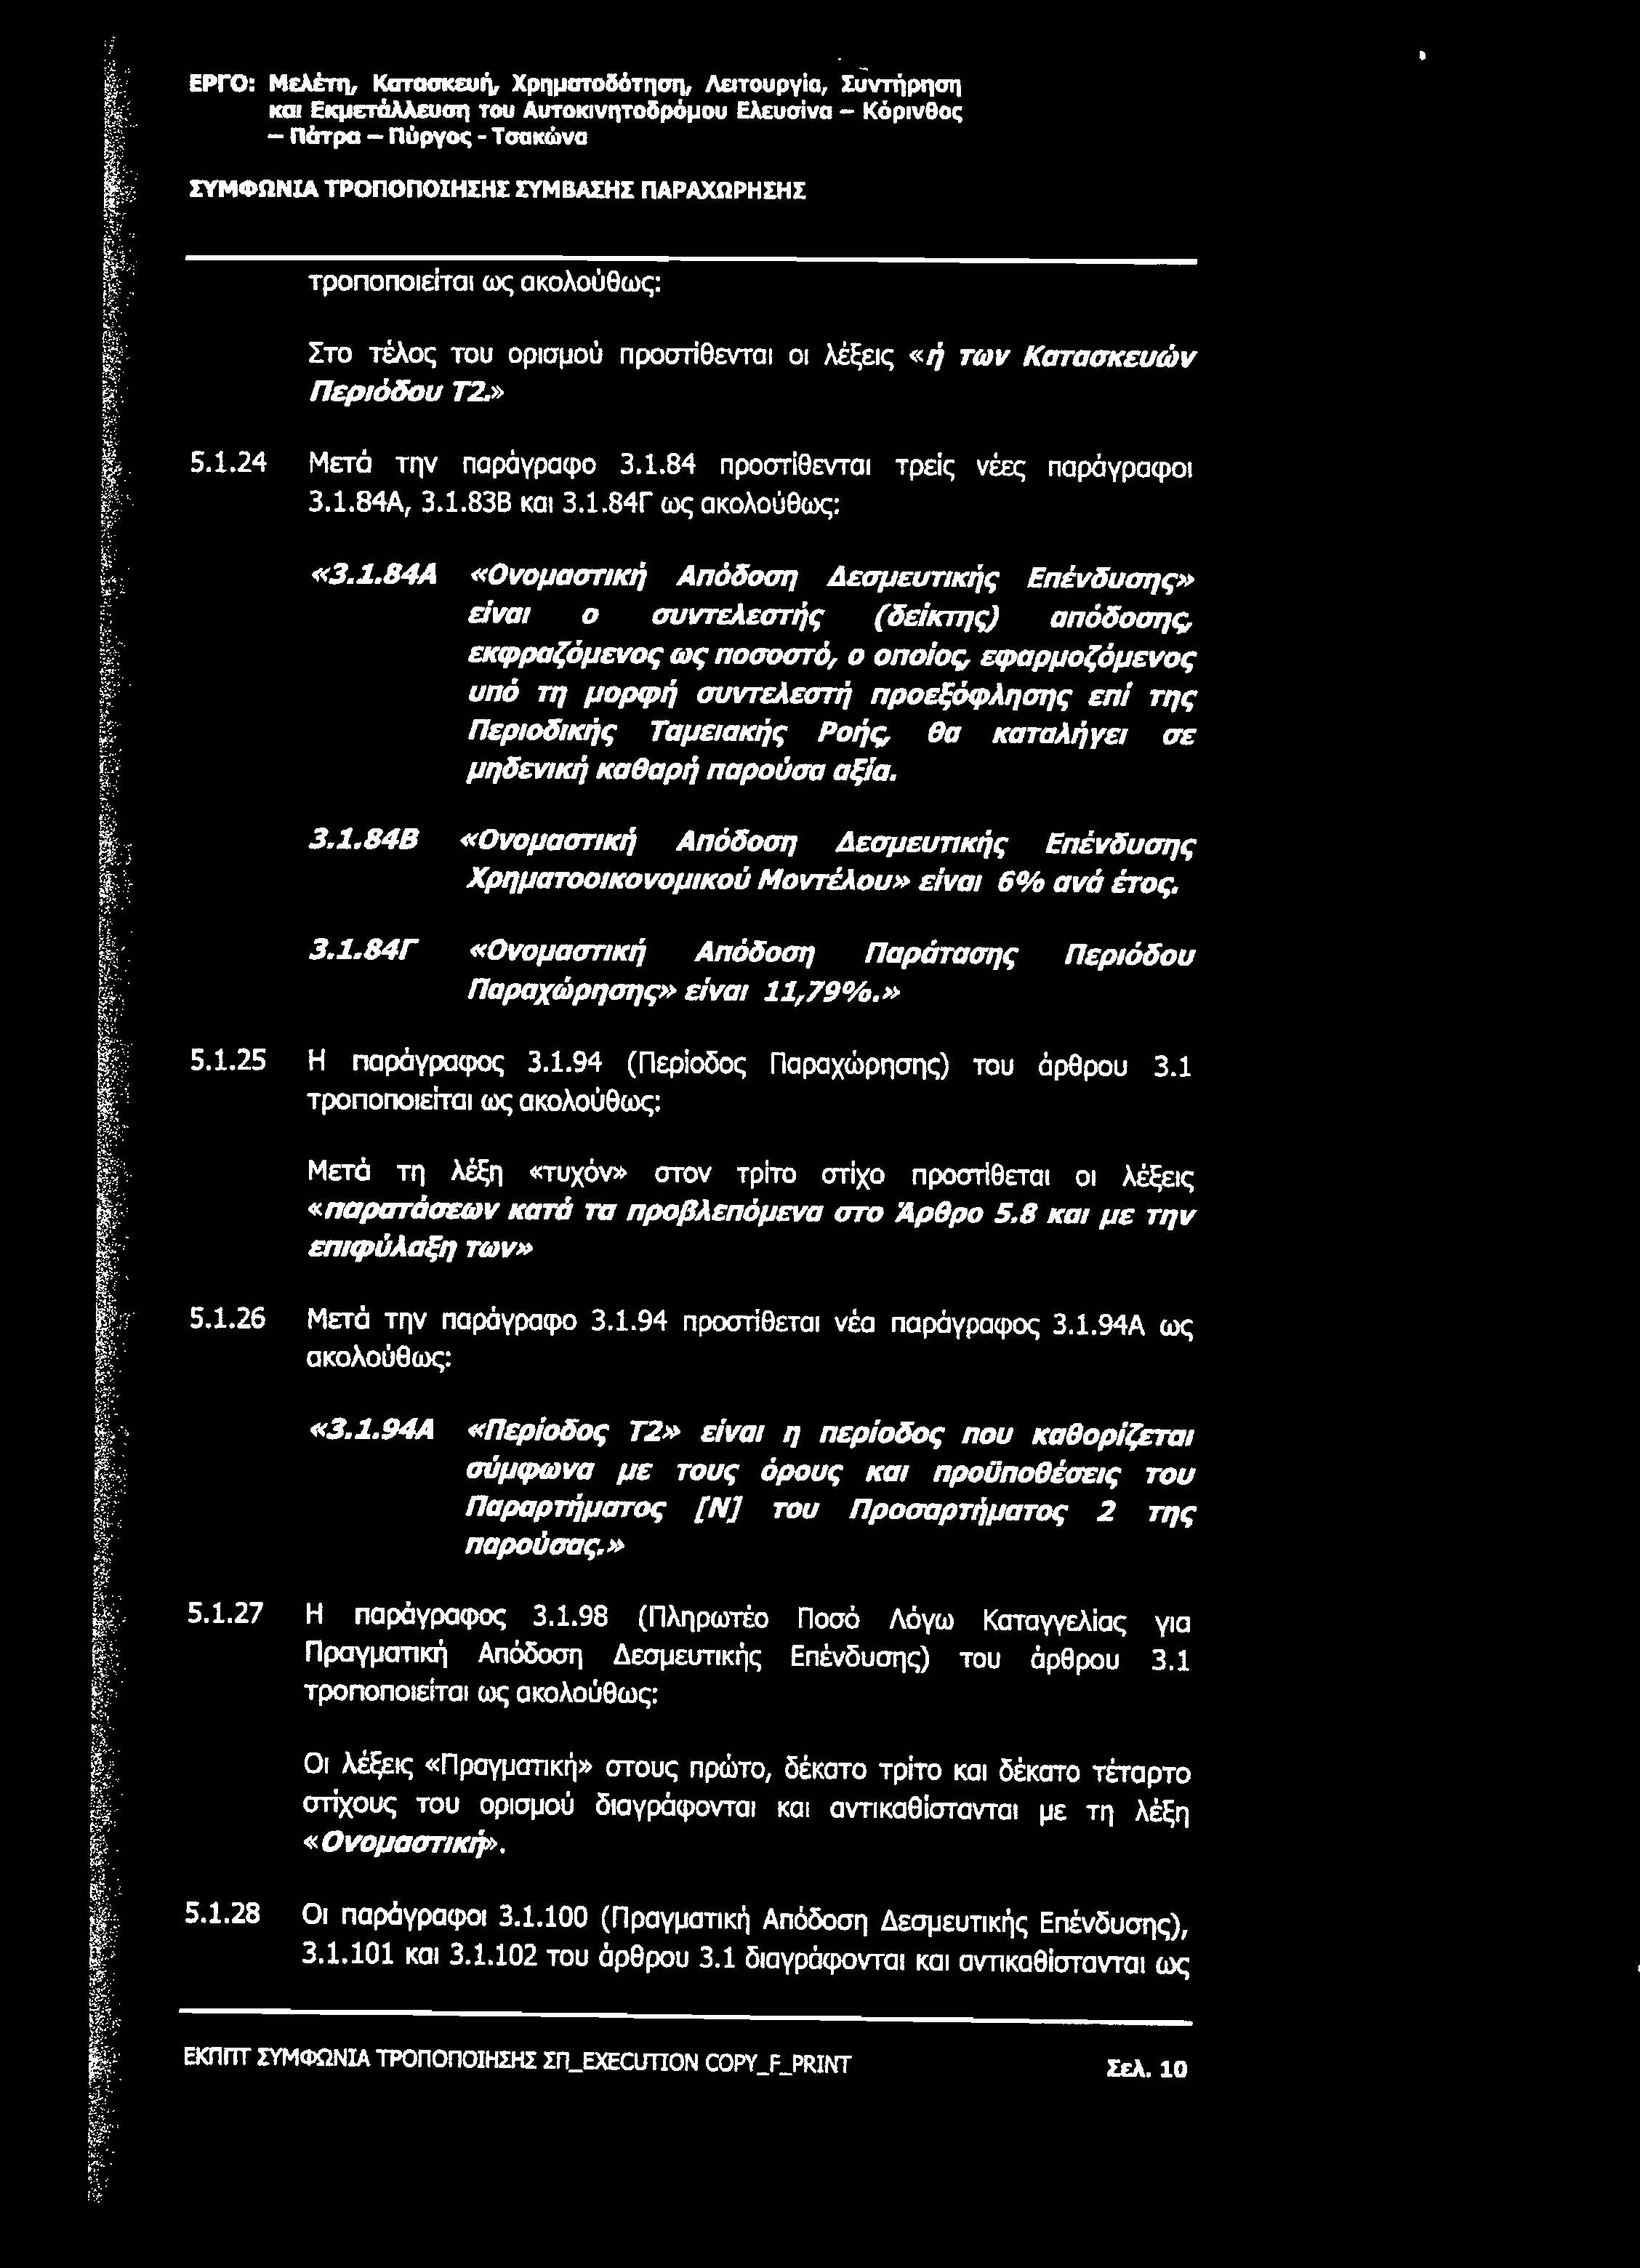 ΕΡΓΟ: Μελέτη, Κατασκευή, Χρηματοδότηση, Λειτουργία, Συντήρηση
και Εκμετάλλευση του Αυτοκινητοδρόμου Ελευσίνα – Κόρινθος
– Πάτρα – Πύργος - Τσακώνα
ΣΥΜΦΩΝΙΑ ΤΡΟΠΟΠΟΙΗΣΗΣ ΣΥΜΒΑΣΗΣ ΠΑΡΑΧΩΡΗΣΗΣ
τροποποιείται ως ακολούθως:
Στο τέλος του ορισμού προστίθενται οι λέξεις «ή των Κατασκευών
Περιόδου Τ2.»
5.1.24 Μετά την παράγραφο 3.1.84 προστίθενται τρείς νέες παράγραφοι
3.1.84Α, 3.1.83Β και 3.1.84Γ ως ακολούθως:
«3.1.84Α «Ονομαστική Απόδοση Δεσμευτικής Επένδυσης»
είναι ο συντελεστής (δείκτης) απόδοσης,
εκφραζόμενος ως ποσοστό, ο οποίος, εφαρμοζόμενος
υπό τη μορφή συντελεστή προεξόφλησης επί της
Περιοδικής Ταμειακής Ροής, θα καταλήγει σε
μηδενική καθαρή παρούσα αξία.
3.1.84Β «Ονομαστική Απόδοση Δεσμευτικής Επένδυσης
Χρηματοοικονομικού Μοντέλου» είναι 6% ανά έτος.
3.1.84Γ «Ονομαστική Απόδοση Παράτασης Περιόδου
Παραχώρησης» είναι 11,79%.»
5.1.25 Η παράγραφος 3.1.94 (Περίοδος Παραχώρησης) του άρθρου 3.1
τροποποιείται ως ακολούθως:
Μετά τη λέξη «τυχόν» στον τρίτο στίχο προστίθεται οι λέξεις
«παρατάσεων κατά τα προβλεπόμενα στο Άρθρο 5.8 και με την
επιφύλαξη των»
5.1.26 Μετά την παράγραφο 3.1.94 προστίθεται νέα παράγραφος 3.1.94Α ως
ακολούθως:
«3.1.94Α «Περίοδος Τ2» είναι η περίοδος που καθορίζεται
σύμφωνα με τους όρους και προϋποθέσεις του
Παραρτήματος [Ν] του Προσαρτήματος 2 της
παρούσας.»
5.1.27 Η παράγραφος 3.1.98 (Πληρωτέο Ποσό Λόγω Καταγγελίας για
Πραγματική Απόδοση Δεσμευτικής Επένδυσης) του άρθρου 3.1
τροποποιείται ως ακολούθως:
Οι λέξεις «Πραγματική» στους πρώτο, δέκατο τρίτο και δέκατο τέταρτο
στίχους του ορισμού διαγράφονται και αντικαθίστανται με τη λέξη
«Ονομαστική».
5.1.28 Οι παράγραφοι 3.1.100 (Πραγματική Απόδοση Δεσμευτικής Επένδυσης),
3.1.101 και 3.1.102 του άρθρου 3.1 διαγράφονται και αντικαθίστανται ως
ΕΚΠΠΤ ΣΥΜΦΩΝΙΑ ΤΡΟΠΟΠΟΙΗΣΗΣ ΣΠ_EXECUTION COPY_F_PRINT Σελ. 10